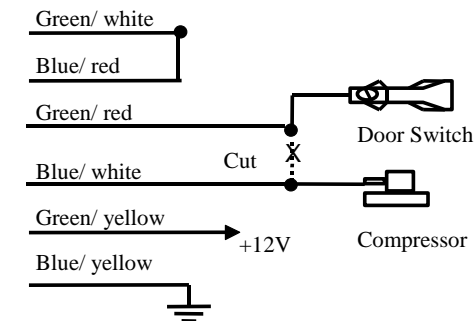 Green/ white
Blue/ red
Green/ red
Door Switch
Cut
Blue/ white
Green/ yellow
+12V
Compressor
Blue/ yellow